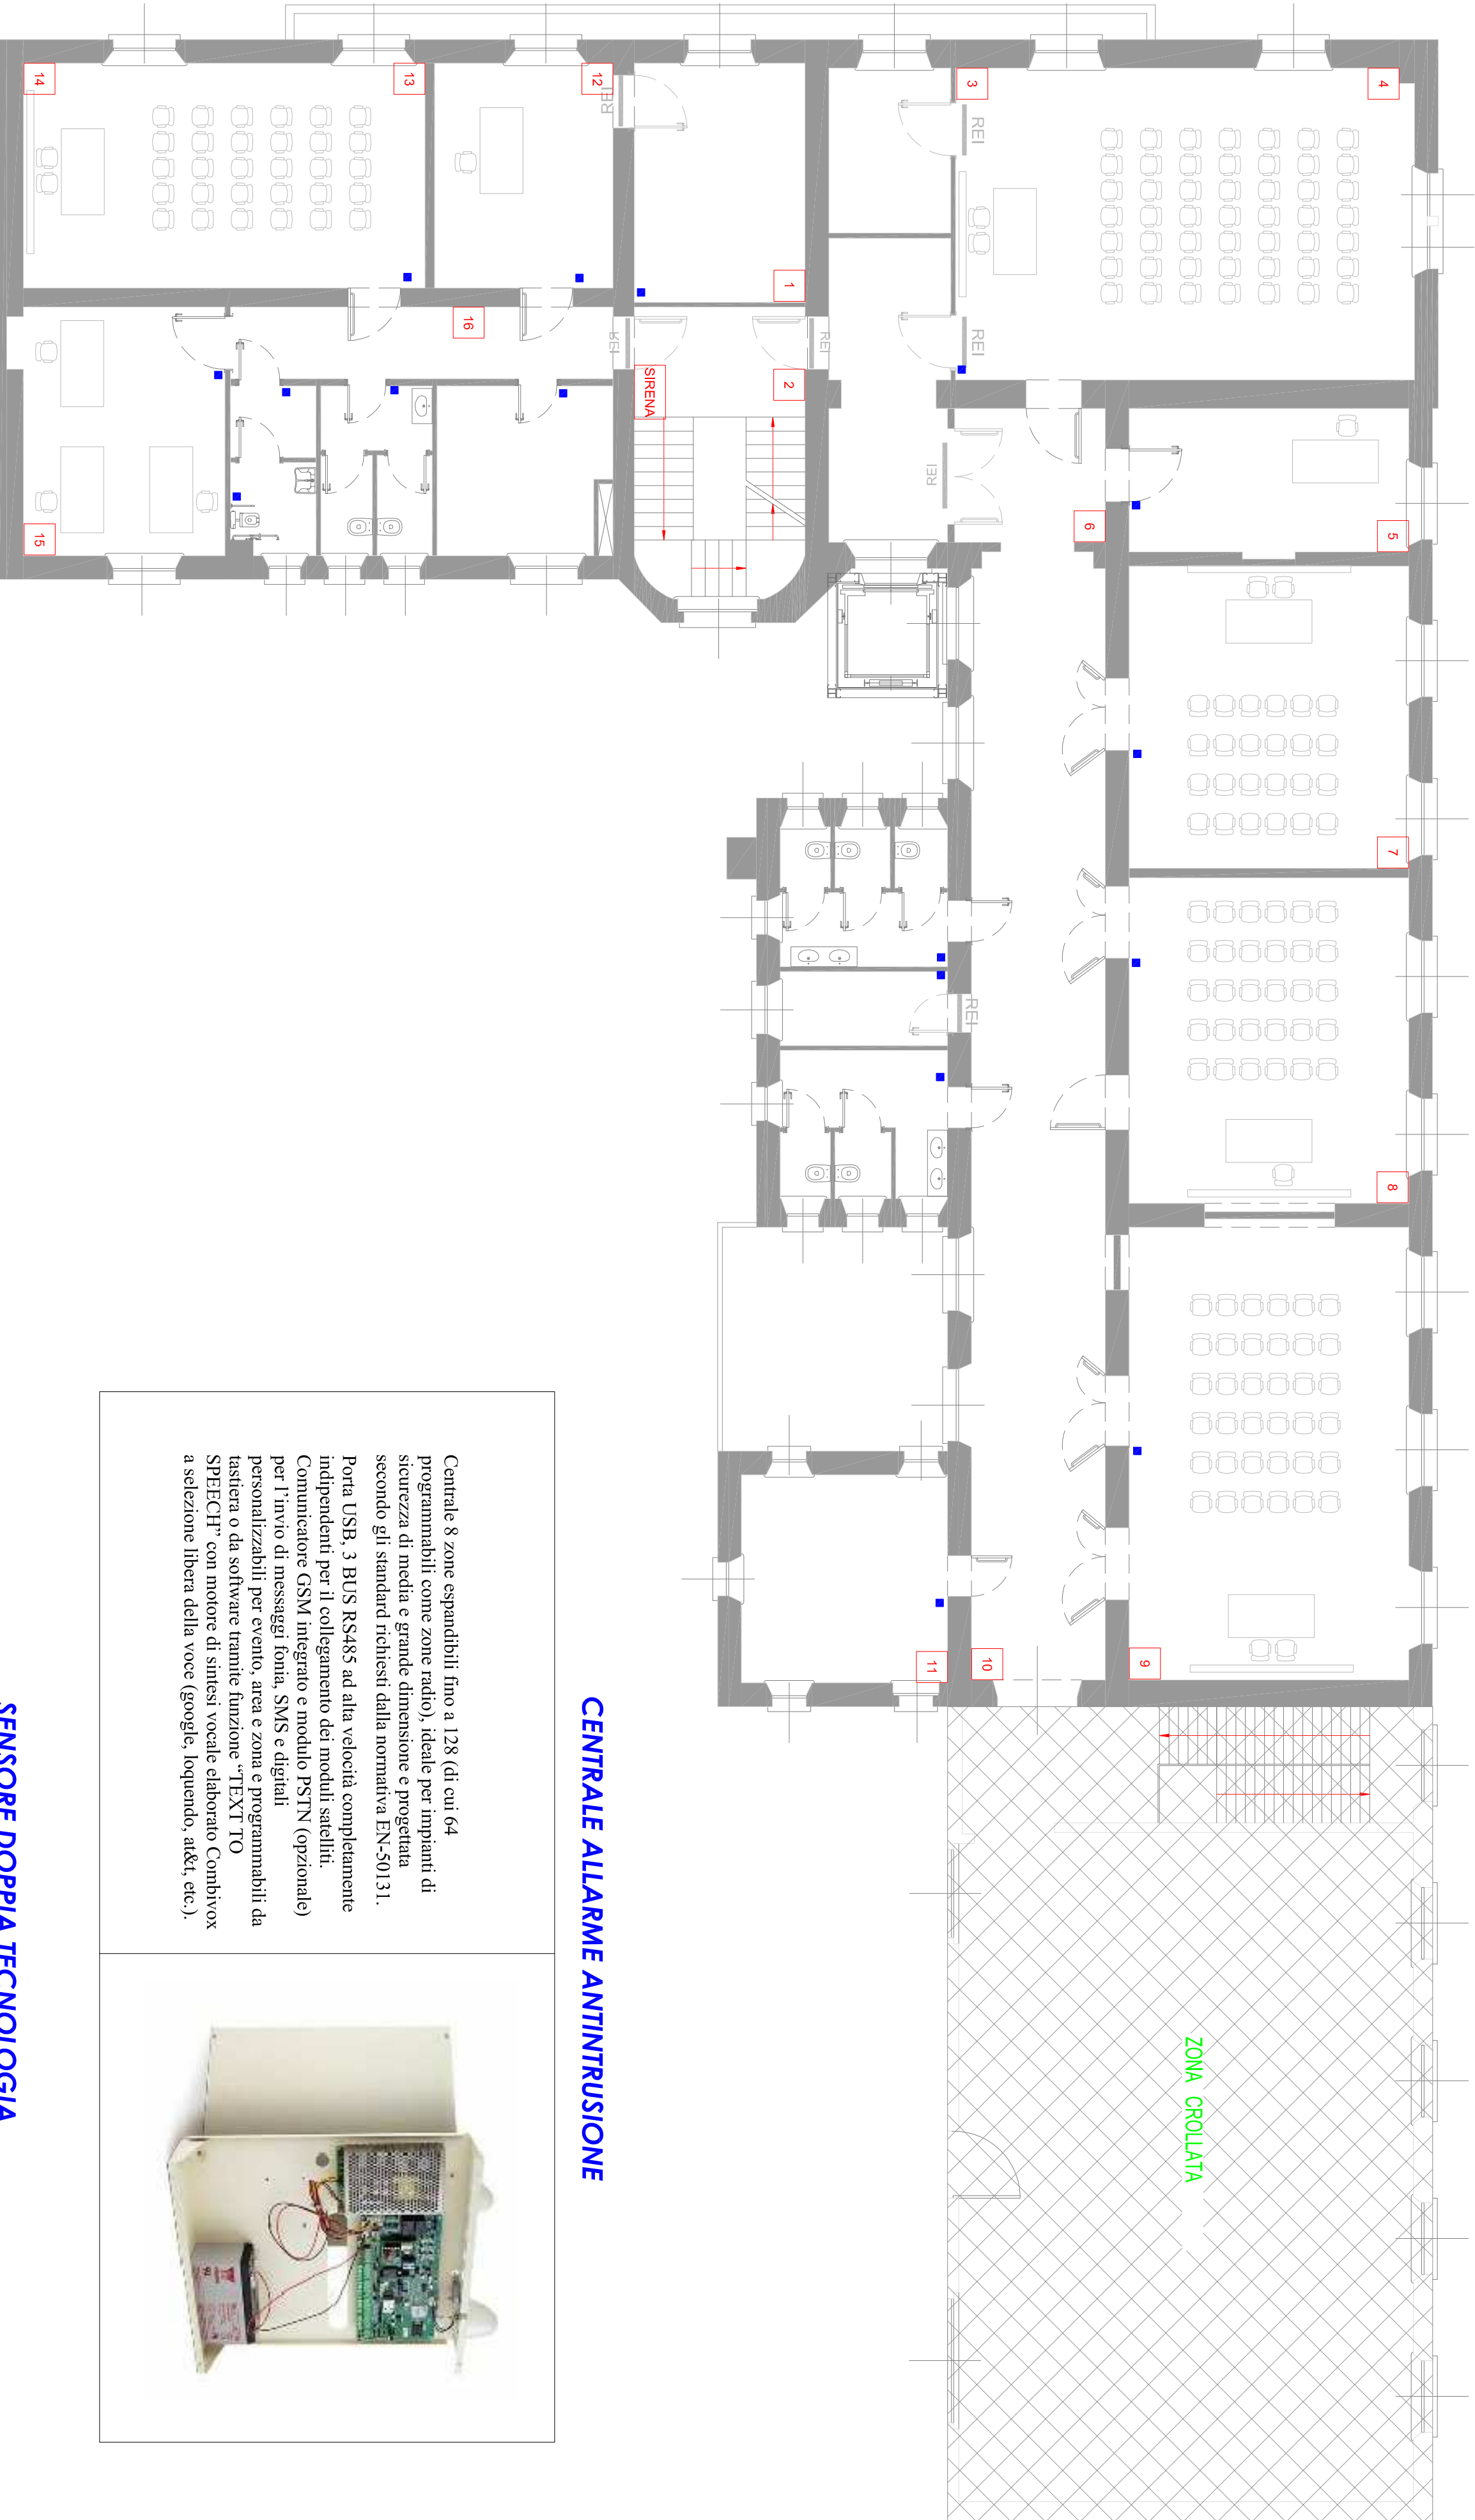 4
5
7
8
ZONA CROLLATA
3
REI
REI
6
9
REI
REI
10
11
1
2
REI
SIRENA
REI
REI
12
CENTRALE ALLARME ANTINTRUSIONE
16
13
14
15
Centrale 8 zone espandibili fino a 128 (di cui 64
programmabili come zone radio), ideale per impianti di
sicurezza di media e grande dimensione e progettata
secondo gli standard richiesti dalla normativa EN-50131.
Porta USB, 3 BUS RS485 ad alta velocità completamente
indipendenti per il collegamento dei moduli satelliti.
Comunicatore GSM integrato e modulo PSTN (opzionale)
per l'invio di messaggi fonia, SMS e digitali
personalizzabili per evento, area e zona e programmabili da
tastiera o da software tramite funzione “TEXT TO
SPEECH” con motore di sintesi vocale elaborato Combivox
a selezione libera della voce (google, loquendo, at&t, etc.).
SENSORE DOPPIA TECNOLOGIA